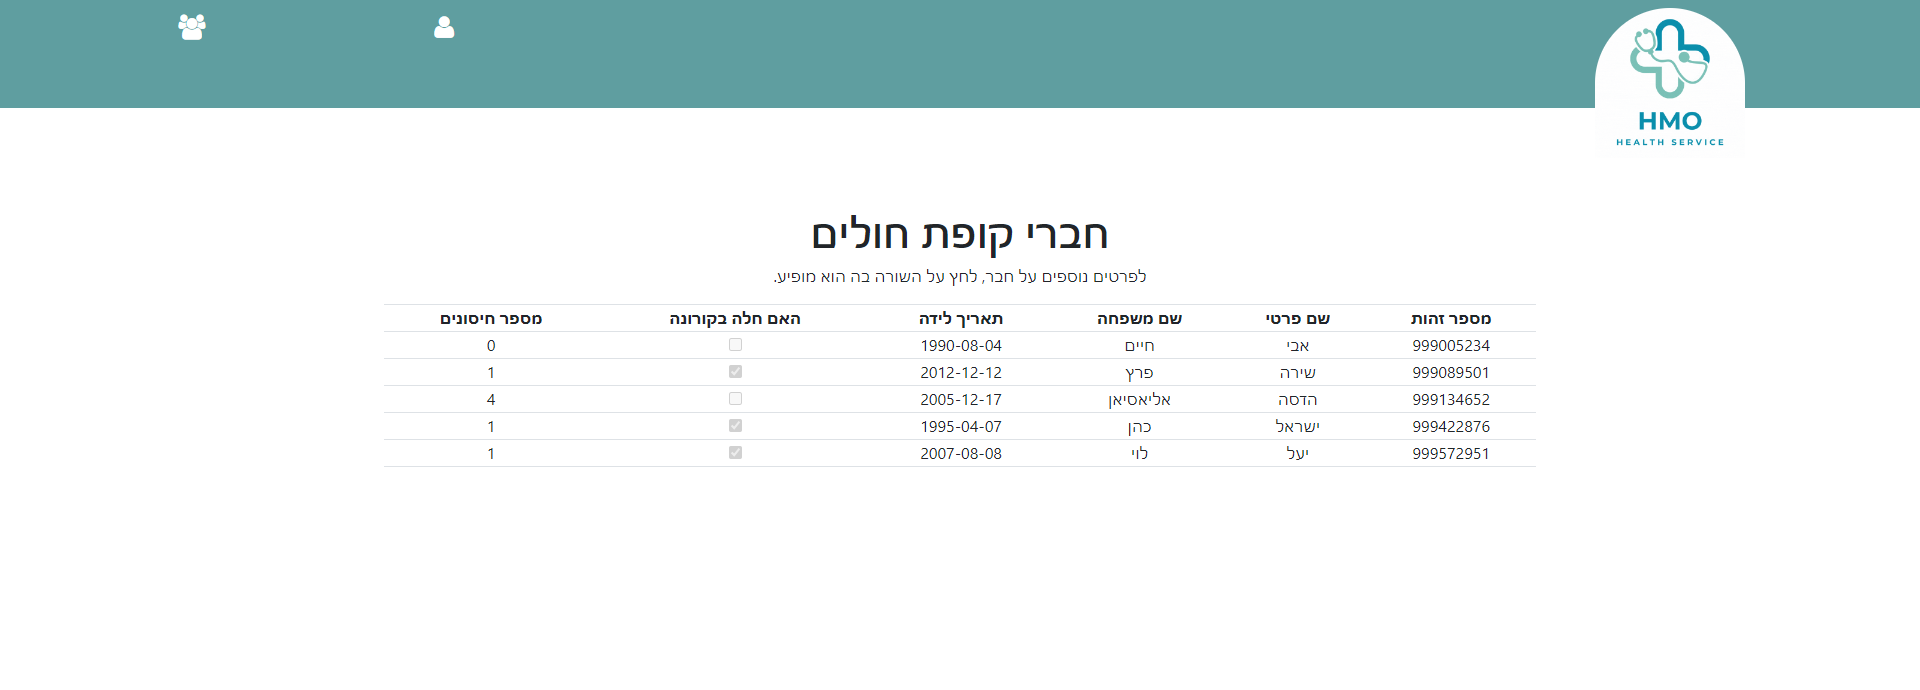 HMO
HEALTH SERVICE
חברי קופת חולים
לפרטים נוספים על חבר, לחץ על השורה בה הוא מופיע.
מספר זהות שם פרטי שם משפחה תאריך לידה האם חלה בקורונה מספר חיסונים
999005234 אבי חיים 1990-08-04 0
999089501 שירה פרץ 2012-12-12 1
999134652 הדסה אליאסיאן 2005-12-17 4
999422876 ישראל כהן 1995-04-07 1
999572951 יעל לוי 2007-08-08 1